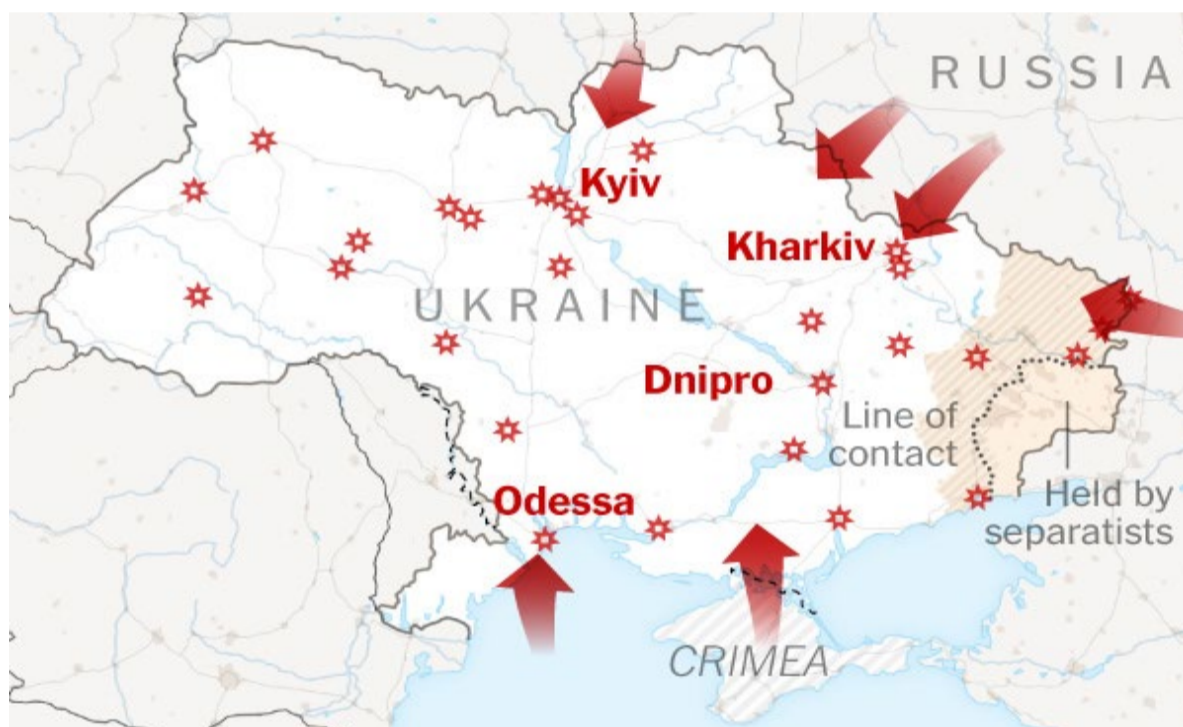 RUSSIA
Kyiv
Kharkiv
UKRAINE
Dnipro
Line of
contact
Odessa
Held by
separatists
CRIMEA